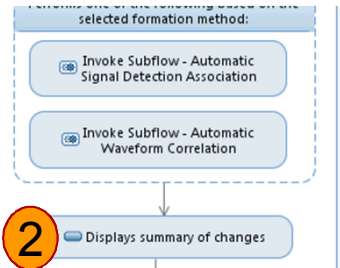 Performs one of the following based on the
selected formation method:
Invoke Subflow - Automatic
Signal Detection Association
Invoke Subflow - Automatic
Waveform Correlation
2
Displays summary of changes